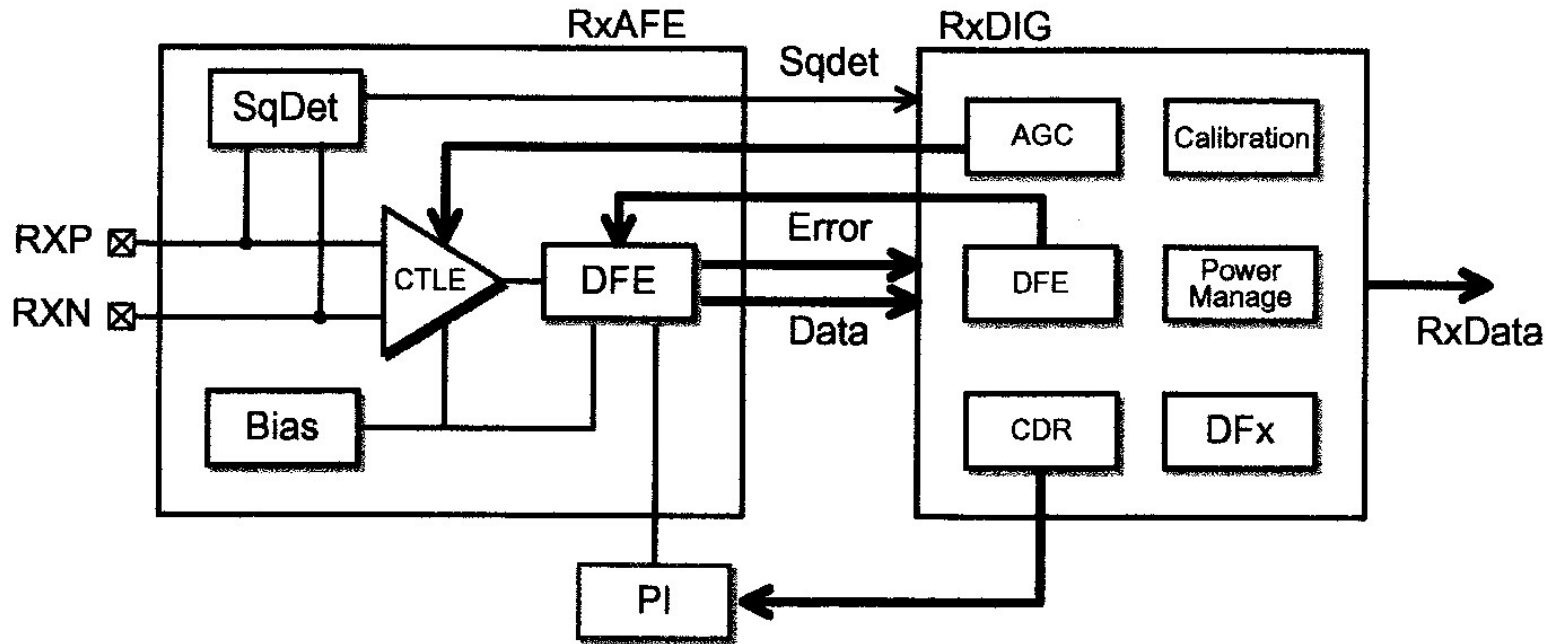 RxAFE
RxDIG
Sqdet
SqDet
AGC
Calibration
RXP
Error
CTLE
DFE
DFE
Power
Manage
RXN
Data
RxData
Bias
CDR
DFx
PI